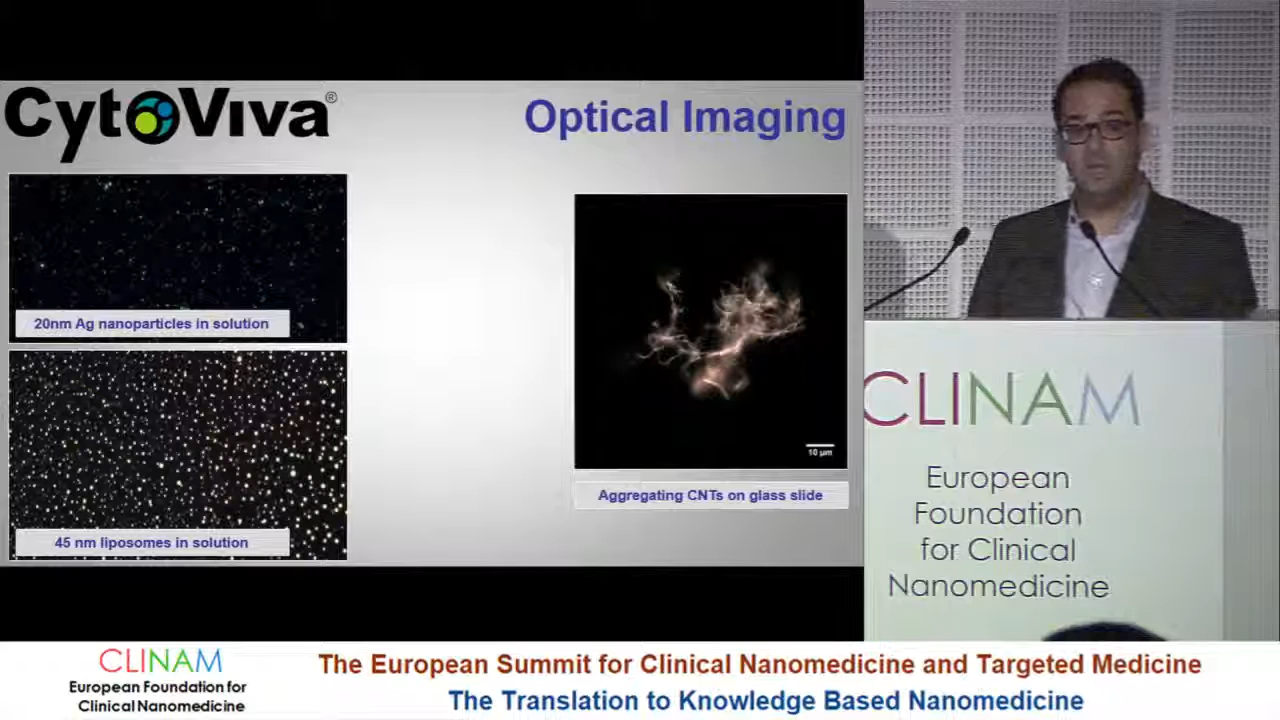 CytoViva®
Optical Imaging
20nm Ag nanoparticles in solution
45 nm liposomes in solution
10 µm
Aggregating CNTs on glass slide
CLINAM
European
Foundation
for Clinical
Nanomedicine
CLINAM
European Foundation for
Clinical Nanomedicine
The European Summit for Clinical Nanomedicine and Targeted Medicine
The Translation to Knowledge Based Nanomedicine